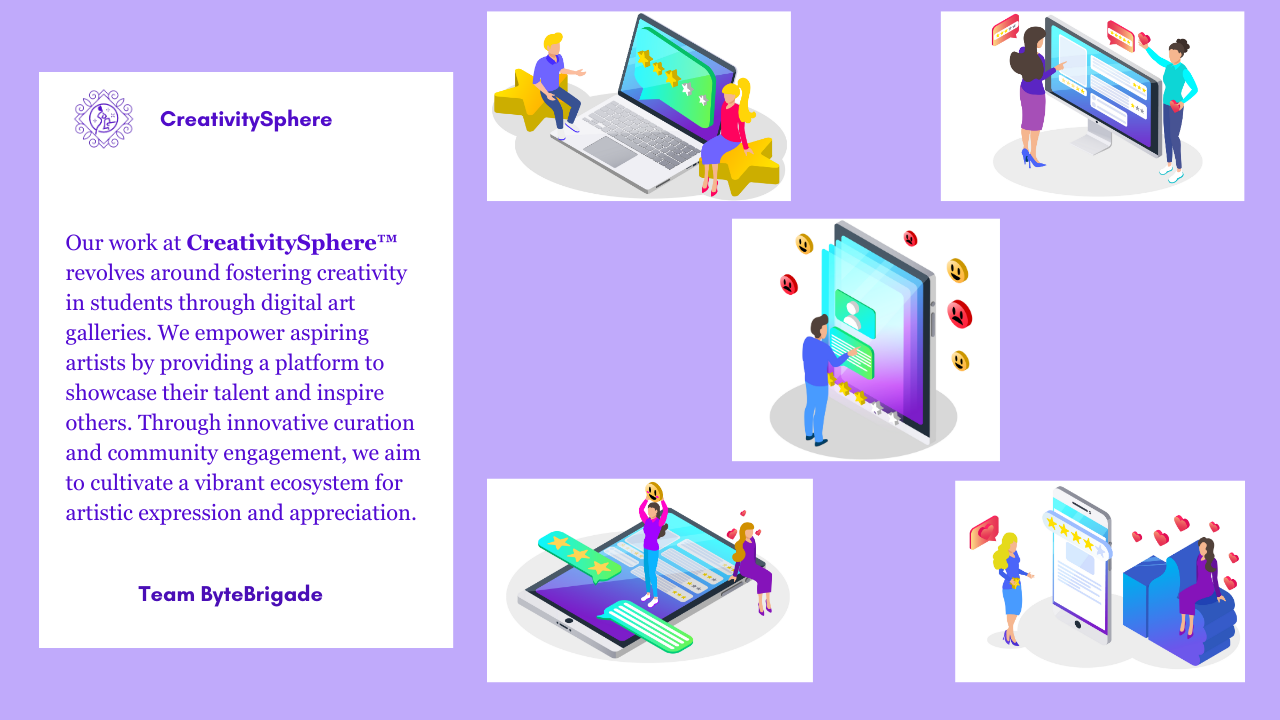 CreativitySphere
Our work at CreativitySphere™
revolves around fostering creativity
in students through digital art
galleries. We empower aspiring
artists by providing a platform to
showcase their talent and inspire
others. Through innovative curation
and community engagement, we aim
to cultivate a vibrant ecosystem for
artistic expression and appreciation.
Team ByteBrigade